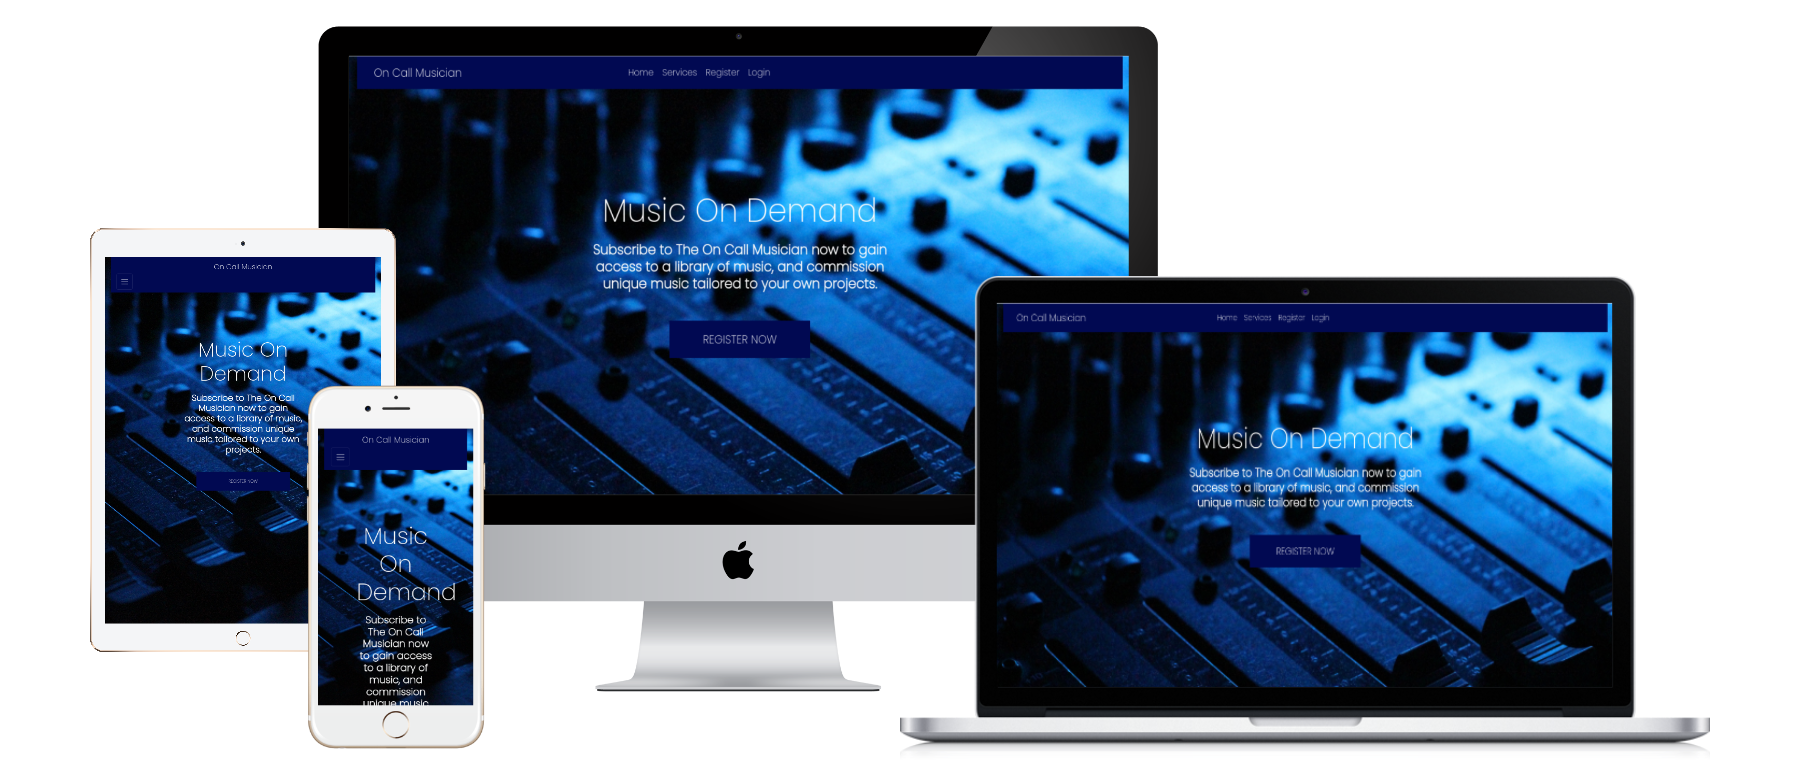 On Call Musician
Home Services Register Login
Music On Demand
Subscribe to The On Call Musician now to gain
access to a library of music, and commission
unique music tailored to your own projects.
REGISTER NOW
On Call Musician
Music On
Demand
Subscribe to The On Call
Musician now to gain
access to a library of music,
and commission unique
music tailored to your own
projects.
REGISTER NOW
On Call Musician
Music
On
Demand
Subscribe to
The On Call
Musician now
to gain access
to a library of
music, and
commission
unique music
On Call Musician
Home Services Register Login
Music On Demand
Subscribe to The On Call Musician now to gain
access to a library of music, and commission
unique music tailored to your own projects.
REGISTER NOW